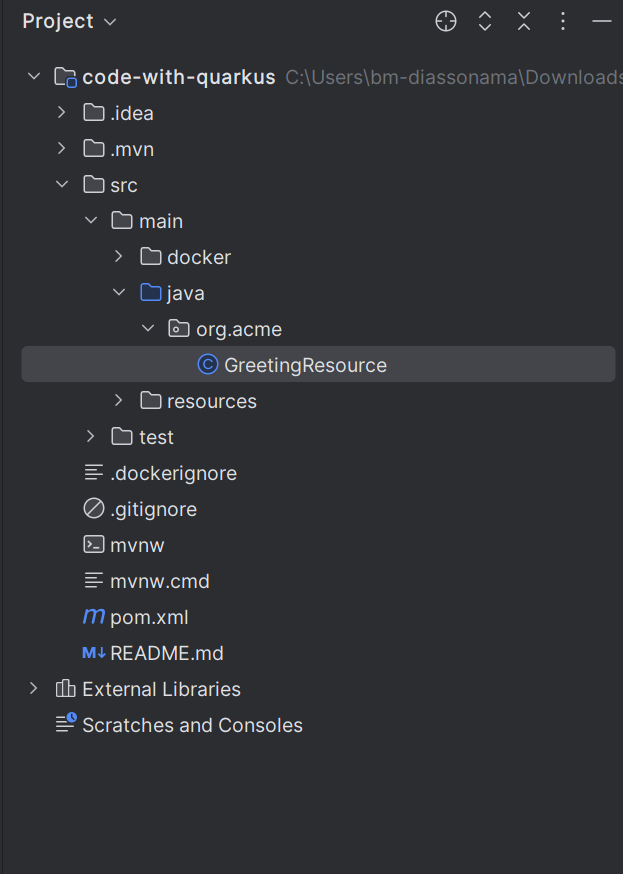 Project
code-with-quarkus C:\Users\bm-diassonama\Downloads
.idea
.mvn
src
main
docker
java
org.acme
C GreetingResource
resources
test
.dockerignore
.gitignore
mvnw
mvnw.cmd
m pom.xml
M↓ README.md
External Libraries
Scratches and Consoles